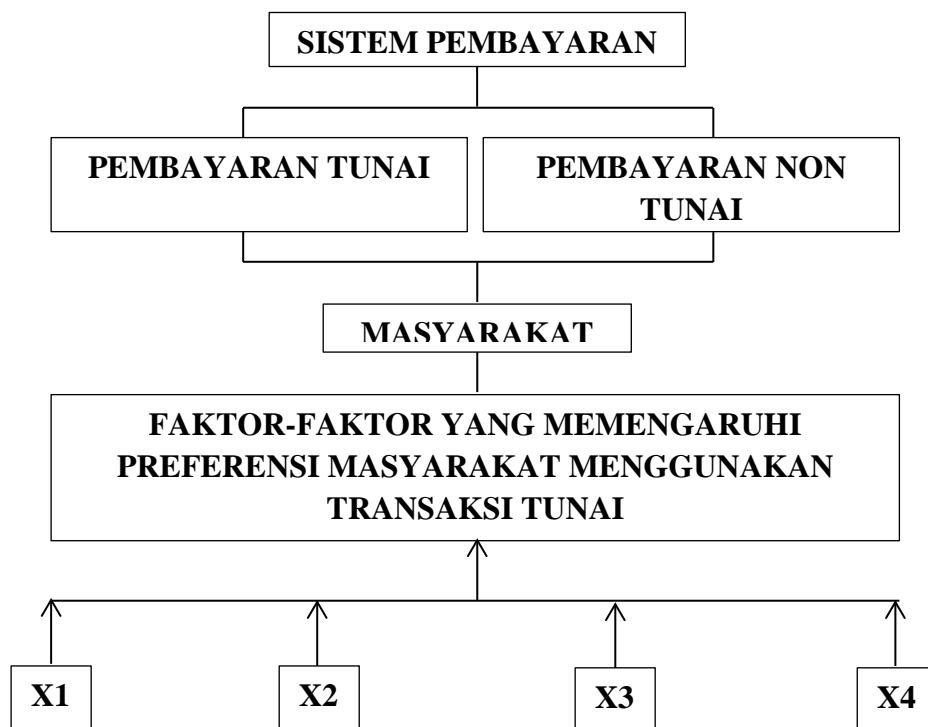 SISTEM PEMBAYARAN
PEMBAYARAN TUNAI
PEMBAYARAN NON
TUNAI
MASYARAKAT
FAKTOR-FAKTOR YANG MEMENGARUHI
PREFERENSI MASYARAKAT MENGGUNAKAN
TRANSAKSI TUNAI
X1
X2
X3
X4